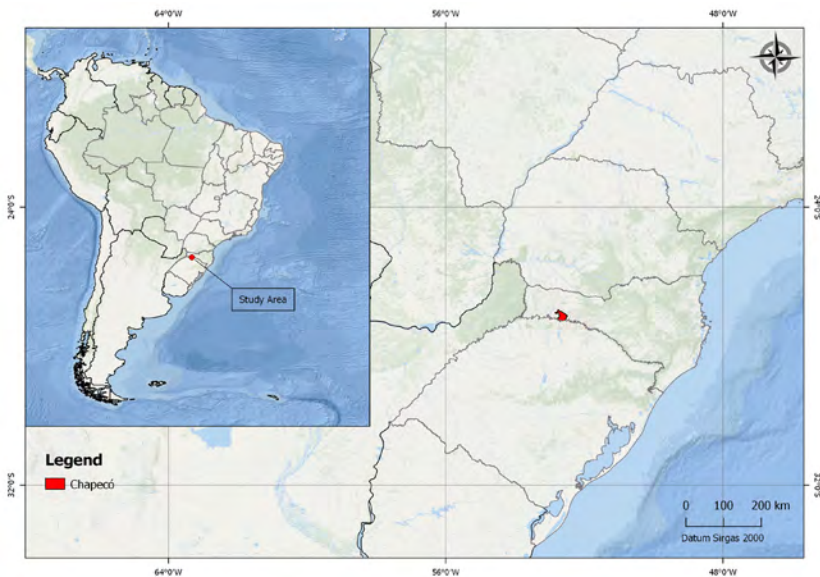 64°0'W 56°0'W 48°0'W
24°0'S 24°0'S
Study Area
Legend
Chapecó
32°0'S 32°0'S
0 100 200 km
Datum Sirgas 2000
64°0'W 56°0'W 48°0'W